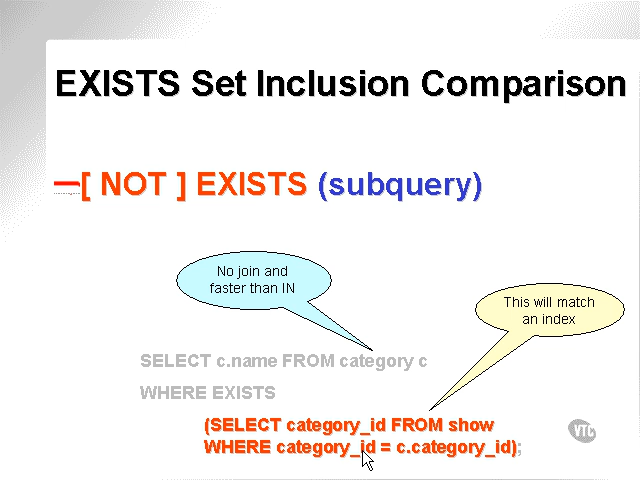 EXISTS Set Inclusion Comparison
—[ NOT ] EXISTS (subquery)
No join and
faster than IN
This will match
an index
SELECT c.name FROM category c
WHERE EXISTS
(SELECT category_id FROM show
WHERE category_id = c.category_id);
VTC